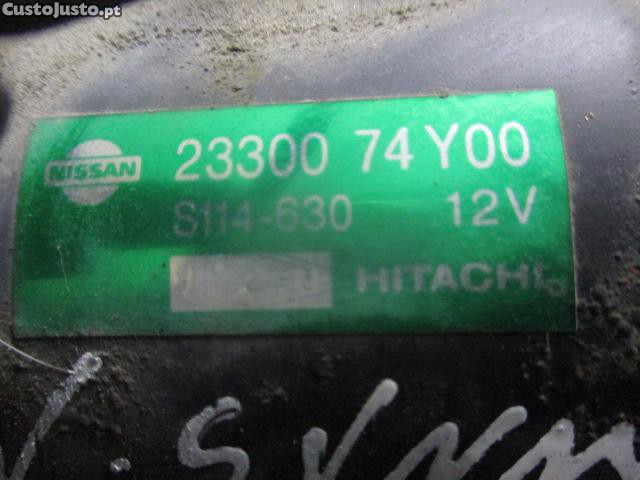 CustoJusto.pt
NISSAN 23300 74Y00
S114-630 12V
HITACHI